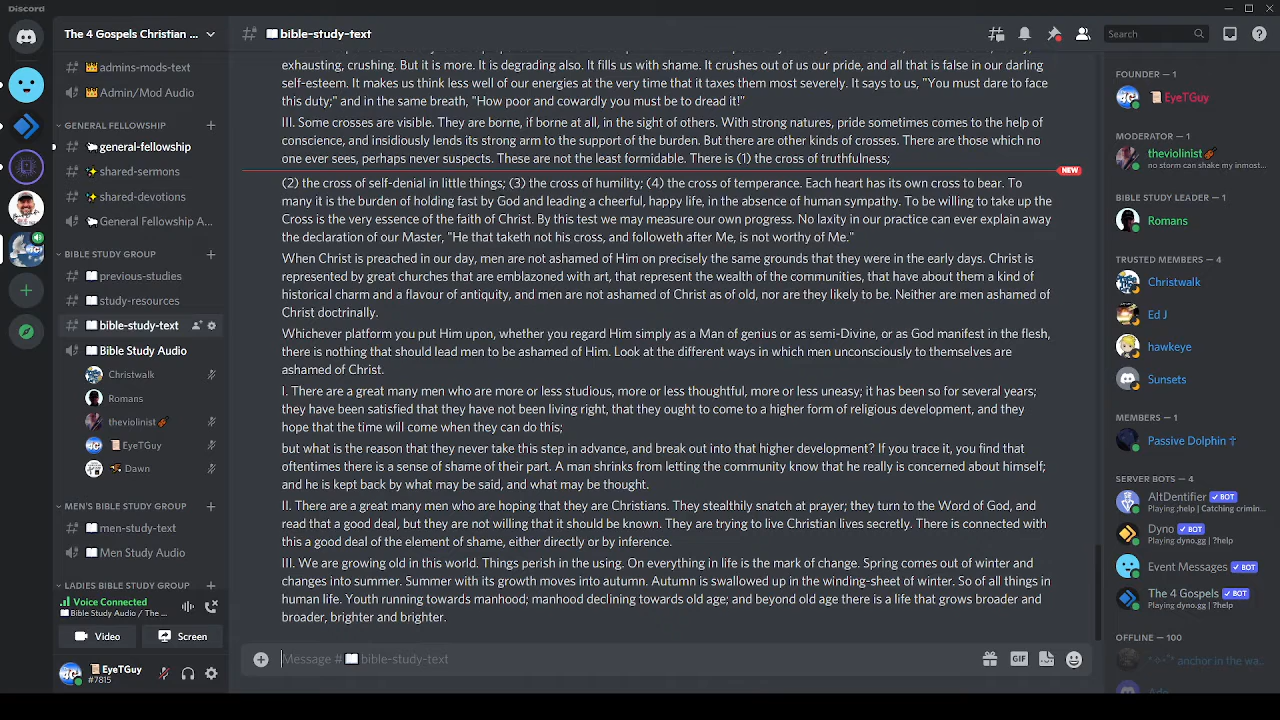 Discord
The 4 Gospels Christian ...
admins-mods-text
Admin/Mod Audio
GENERAL FELLOWSHIP
general-fellowship
shared-sermons
shared-devotions
General Fellowship A...
BIBLE STUDY GROUP
previous-studies
study-resources
bible-study-text
Bible Study Audio
Christwalk
Romans
theviolinist
EyeTGuy
Dawn
MEN'S BIBLE STUDY GROUP
men-study-text
Men Study Audio
LADIES BIBLE STUDY GROUP
Voice Connected
Bible Study Audio / The ...
Video
Screen
EyeTGuy
#7815
bible-study-text
Search
exhausting, crushing. But it is more. It is degrading also. It fills us with shame. It crushes out of us our pride, and all that is false in our darling
self-esteem. It makes us think less well of our energies at the very time that it taxes them most severely. It says to us, "You must dare to face
this duty;" and in the same breath, "How poor and cowardly you must be to dread it!"
III. Some crosses are visible. They are borne, if borne at all, in the sight of others. With strong natures, pride sometimes comes to the help of
conscience, and insidiously lends its strong arm to the support of the burden. But there are other kinds of crosses. There are those which no
one ever sees, perhaps never suspects. These are not the least formidable. There is (1) the cross of truthfulness;
NEW
(2) the cross of self-denial in little things; (3) the cross of humility; (4) the cross of temperance. Each heart has its own cross to bear. To
many it is the burden of holding fest by God and leading a cheerful, happy life, in the absence of human sympathy. To be willing to take up the
Cross is the very essence of the faith of Christ. By this test we may measure our own progress. No laxity in our practice can ever explain away
the declaration of our Master, "He that taketh not his cross, and followeth after Me is not worthy of Me."
When Christ is preached in our day, men are not ashamed of Him on precisely the same grounds that they were in the early days. Christ is
represented by great churches that are emblazoned with art, that represent the wealth of the communities, that have about them a kind of
historical charm and a flavour of antiquity, and men are not ashamed of Christ as of old, nor are they likely to be. Neither are men ashamed of
Christ doctrinally.
Whichever platform you put Him upon, whether you regard Him simply as a Man of genius or as semi-Divine, or as God manifest in the flesh,
there is nothing that should lead men to be ashamed of Him. Look at the different ways in which men unconsciously to themselves are
ashamed of Christ.
I. There are a great many men who are more or less studious, more or less thoughtful, more or less uneasy; it has been so for several years;
they have been satisfied that they have not been living right, that they ought to come to a higher form of religious development, and they
hope that the time will come when they can do this;
but what is the reason that they never take this step in advance, and break out into that higher development? If you trace it, you find that
oftentimes there is a sense of shame of their part. A man shrinks from letting the community know that he really is concerned about himself;
and he is kept back by what may be said, and what may be thought.
II. There are a great many men who are hoping that they are Christians. They stealthily snatch at prayer; they turn to the Word of God, and
read that a good deal, but they are not willing that it should be known. They are trying to live Christian lives secretly. There is connected with
this a good deal of the element of shame, either directly or by inference.
III. We are growing old in this world. Things perish in the using. On everything in life is the mark of change. Spring comes out of winter and
changes into summer. Summer with its growth moves into autumn. Autumn is swallowed up in the winding-sheet of winter. So of all things in
human life. Youth running towards manhood; manhood declining towards old age; and beyond old age there is a life that grows broader and
broader, brighter and brighter.
Message # bible-study-text
GIF
FOUNDER — 1
EyeTGuy
MODERATOR — 1
theviolinist
no storm can shake my inmost...
BIBLE STUDY LEADER — 1
Romans
TRUSTED MEMBERS — 4
Christwalk
Ed J
hawkeye
Sunsets
MEMBERS — 1
Passive Dolphin †
SERVER BOTS — 4
AltDentifier ✓ BOT
Playing ;help | Catching crimin...
Dyno ✓ BOT
Playing dyno.gg | ?help
Event Messages ✓ BOT
The 4 Gospels ✓ BOT
Playing dyno.gg | ?help
OFFLINE — 100
anchor in the wa...